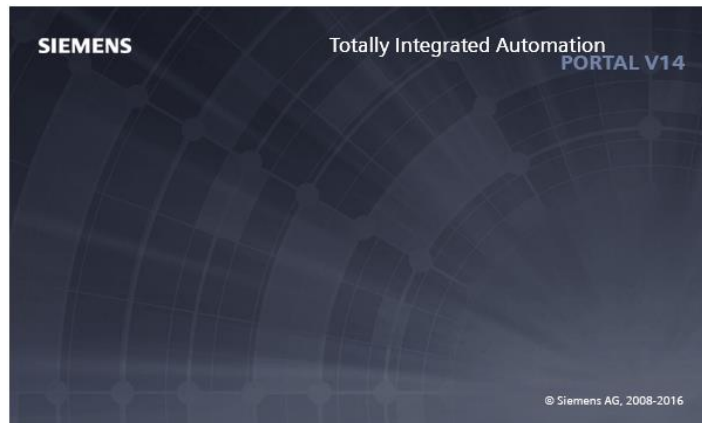 SIEMENS
Totally Integrated Automation
PORTAL V14
© Siemens AG, 2008-2016